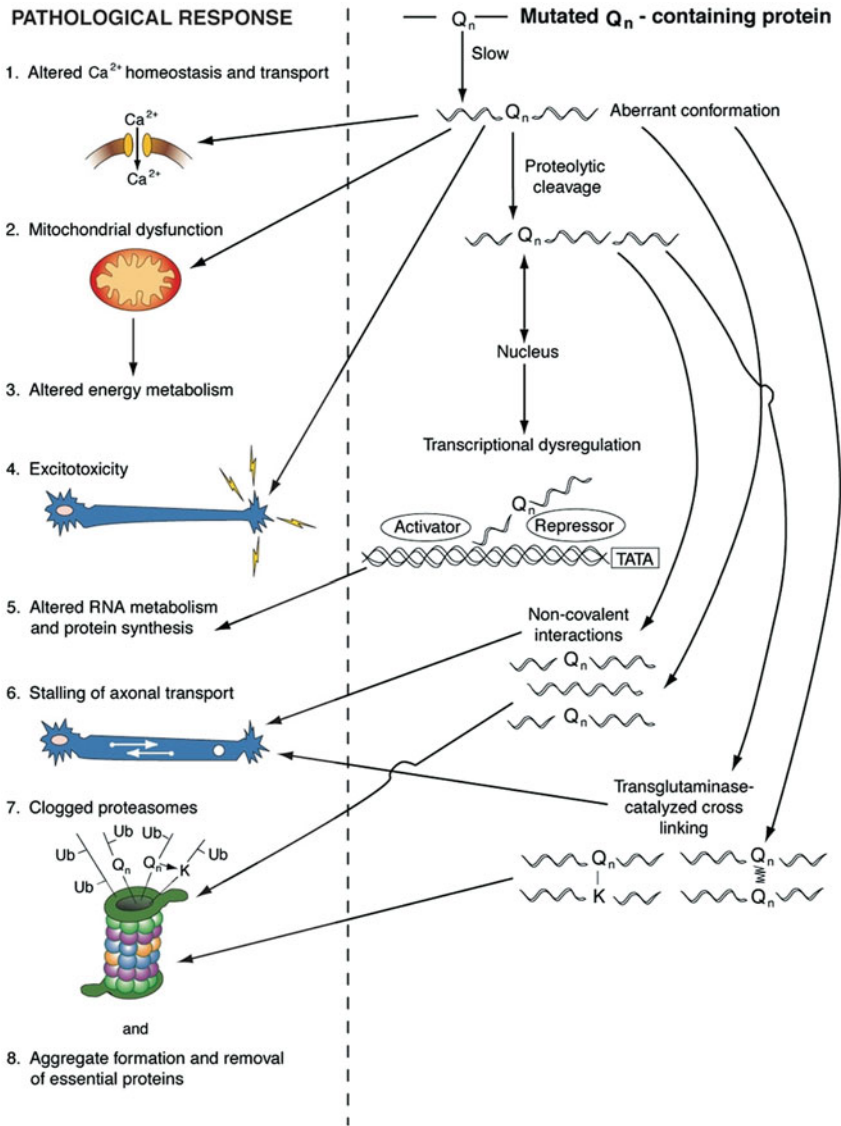 PATHOLOGICAL RESPONSE
1. Altered Ca²⁺ homeostasis and transport
Ca²⁺
Ca²⁺
2. Mitochondrial dysfunction
3. Altered energy metabolism
4. Excitotoxicity
5. Altered RNA metabolism
and protein synthesis
6. Stalling of axonal transport
7. Clogged proteasomes
Ub Ub
Ub Qₙ Qₙ K Ub
Ub
and
8. Aggregate formation and removal
of essential proteins
Qₙ Mutated Qₙ - containing protein
Slow
Qₙ Aberrant conformation
Proteolytic
cleavage
Qₙ
Nucleus
Transcriptional dysregulation
Qₙ
Activator Repressor
TATA
Non-covalent
interactions
Qₙ
Qₙ
Transglutaminase-
catalyzed cross
linking
Qₙ Qₙ
K Qₙ